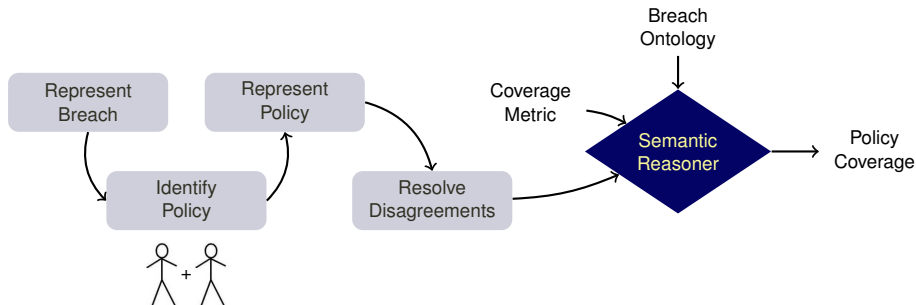 Represent
Breach
Identify
Policy
+
Represent
Policy
Resolve
Disagreements
Coverage
Metric
Breach
Ontology
Semantic
Reasoner
Policy
Coverage